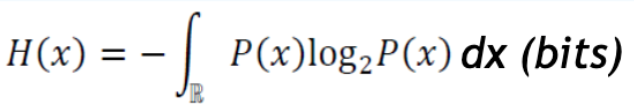 H(x) = − ∫_ℝ P(x)log₂P(x) dx (bits)